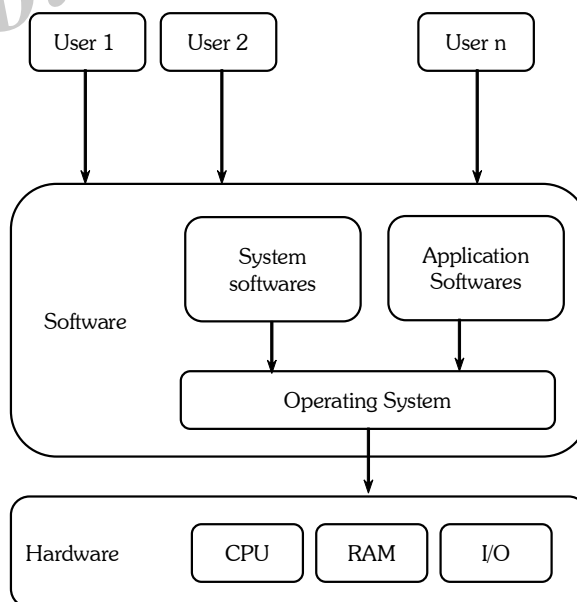 User 1
User 2
User n
System
softwares
Application
Softwares
Software
Operating System
Hardware
CPU
RAM
I/O